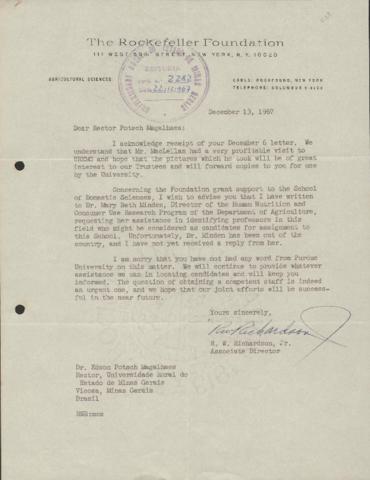 The Rockefeller Foundation
111 WEST 50th STREET, NEW YORK, N. Y. 10020
AGRICULTURAL SCIENCES
CABLE: ROCKFOUND, NEW YORK
TELEPHONE: COLUMBUS 5-8100
REITORIA
2242
December 13, 1967
Dear Rector Potsch Magalhaes:
I acknowledge receipt of your December 6 letter. We
understand that Mr. MacLellan had a very profitable visit to
UREMG and hope that the pictures which he took will be of great
interest to our Trustees and will forward copies to you for one
by the University.
Concerning the Foundation grant support to the School
of Domestic Sciences, I wish to advise you that I have written
to Dr. Mary Beth Minden, Director of the Human Nutrition and
Consumer Use Research Program of the Department of Agriculture,
requesting her assistance in identifying professors in this
field who might be considered as candidates for assignment to
this School. Unfortunately, Dr. Minden has been out of the
country, and I have not yet received a reply from her.
I am sorry that you have not had any word from Purdue
University on this matter. We will continue to provide whatever
assistance we can in locating candidates and will keep you
informed. The question of obtaining a competent staff is indeed
an urgent one, and we hope that our joint efforts will be success-
ful in the near future.
Yours sincerely,
RWRichardson, Jr
R. W. Richardson, Jr.
Associate Director
Dr. Edson Potsch Magalhaes
Rector, Universidade Rural do
Estado de Minas Gerais
Vicosa, Minas Gerais
Brasil